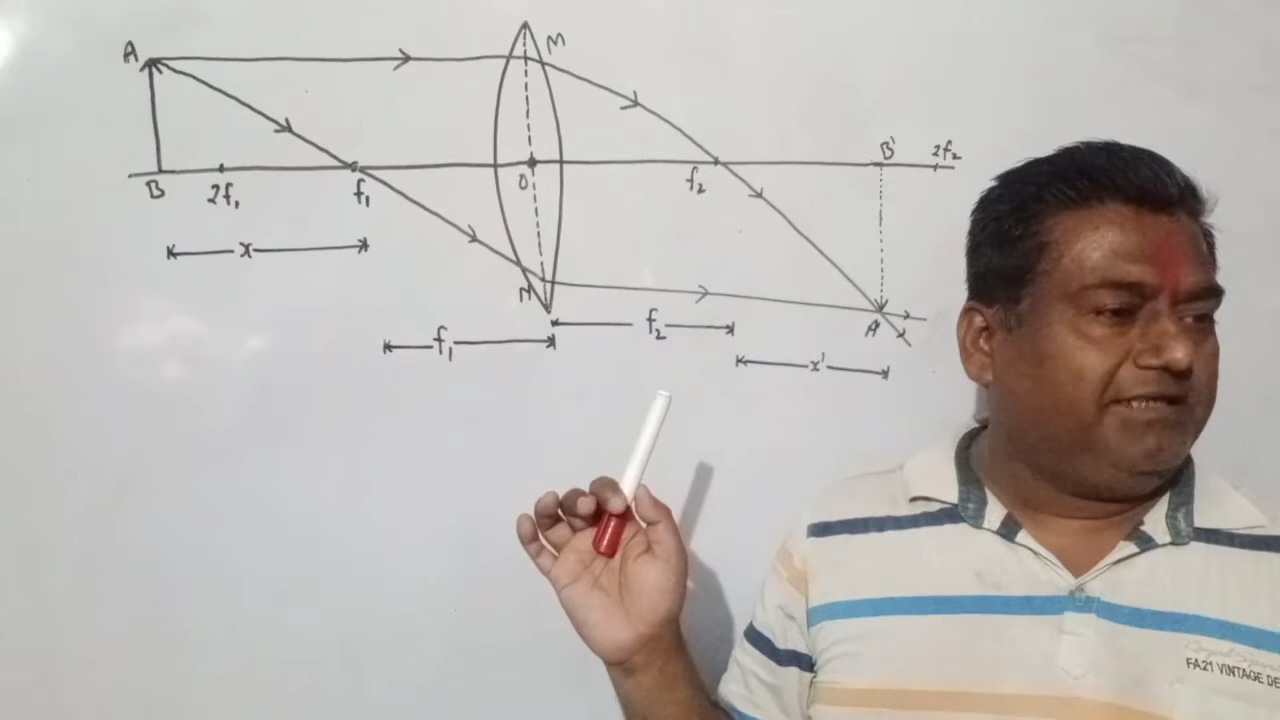 A
M
B
2f₁
f₁
O
f₂
B'
2f₂
x
N
A'
f₁
f₂
x'
FA21 VINTAGE DE